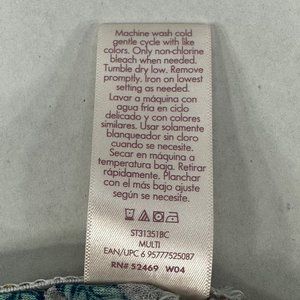 Machine wash cold
gentle cycle with like
colors. Only non-chlorine
bleach when needed.
Tumble dry low. Remove
promptly. Iron on lowest
setting as needed.
Lavar a máquina con
agua fría en ciclo
delicado y con colores
similares. Usar solamente
blanqueador sin cloro
cuando se necesite.
Secar en máquina a
temperatura baja. Retirar
rápidamente. Planchar
con el más bajo ajuste
según se necesite.
ST31351BC
MULTI
EAN/UPC 6 95777525087
RN# 52469 W04